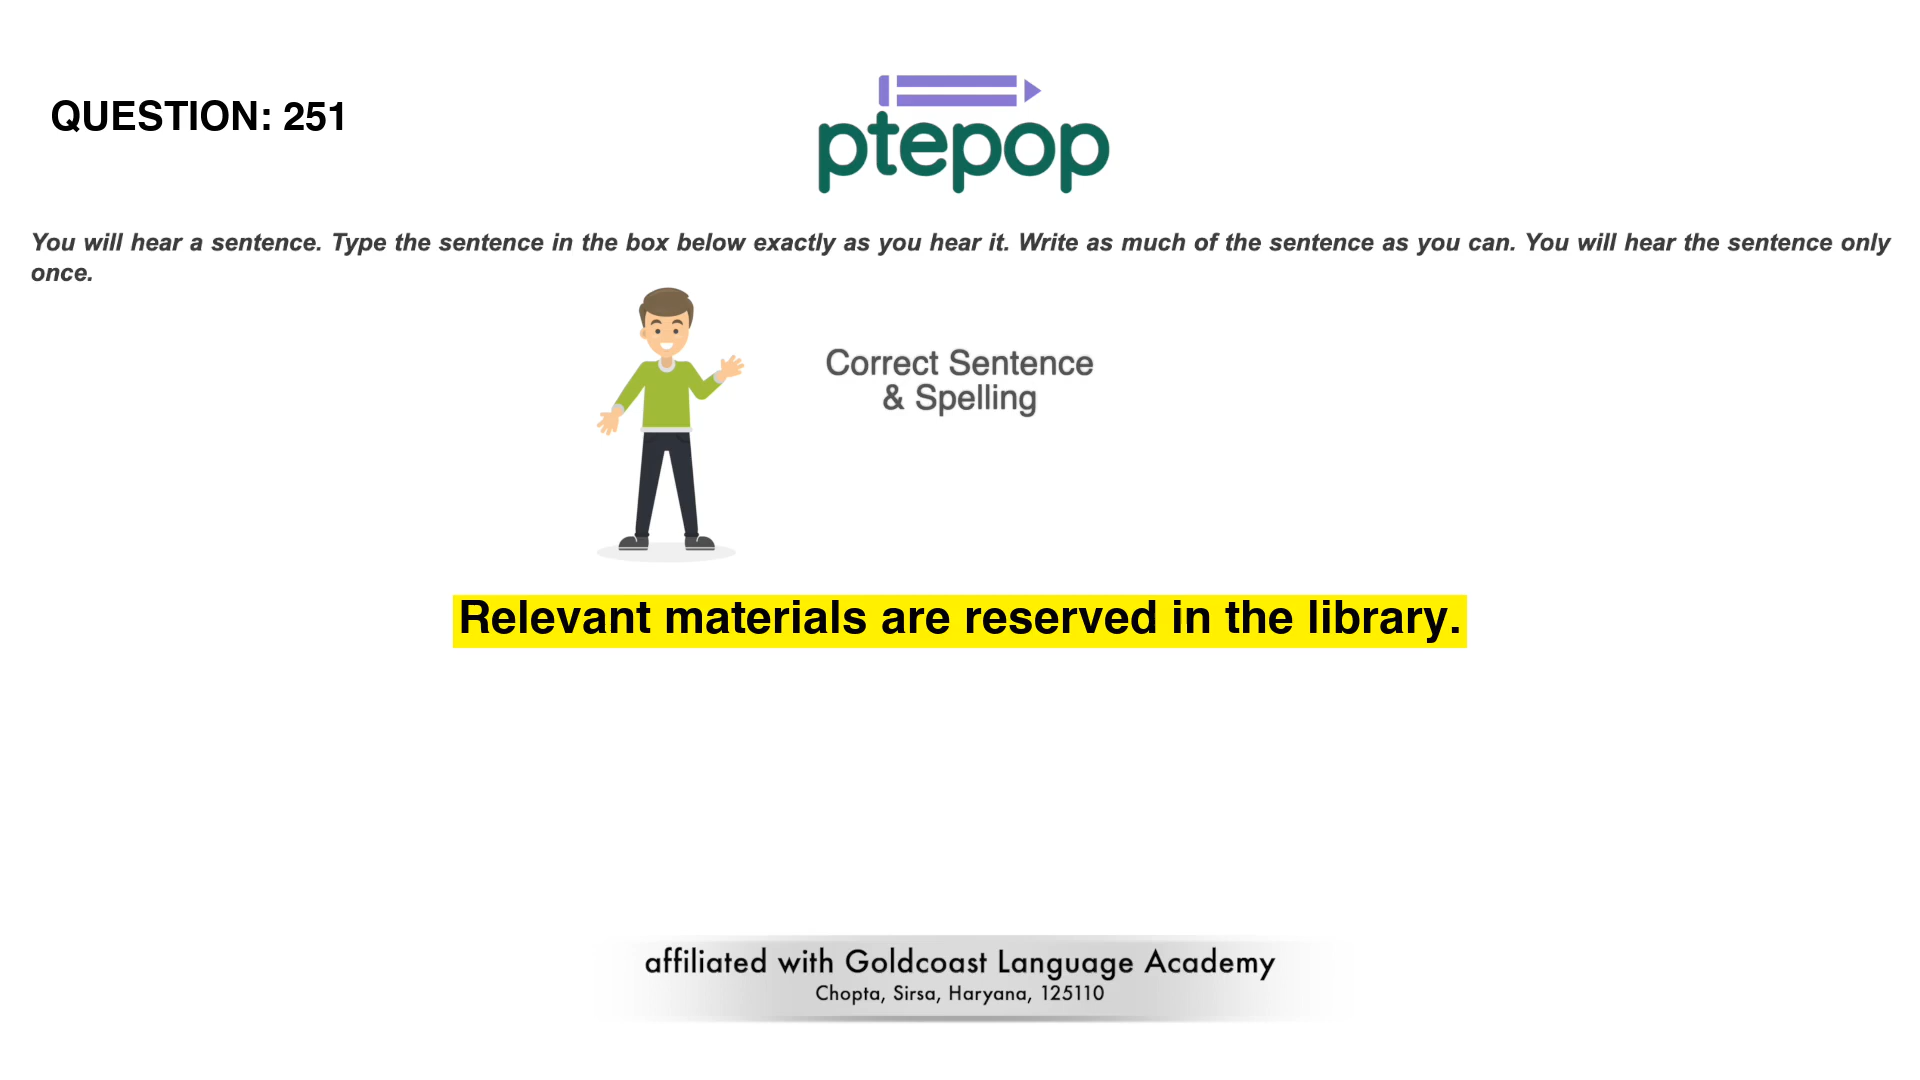 QUESTION: 251
ptepop
You will hear a sentence. Type the sentence in the box below exactly as you hear it. Write as much of the sentence as you can. You will hear the sentence only
once.
Correct Sentence
& Spelling
Relevant materials are reserved in the library.
affiliated with Goldcoast Language Academy
Chopta, Sirsa, Haryana, 125110